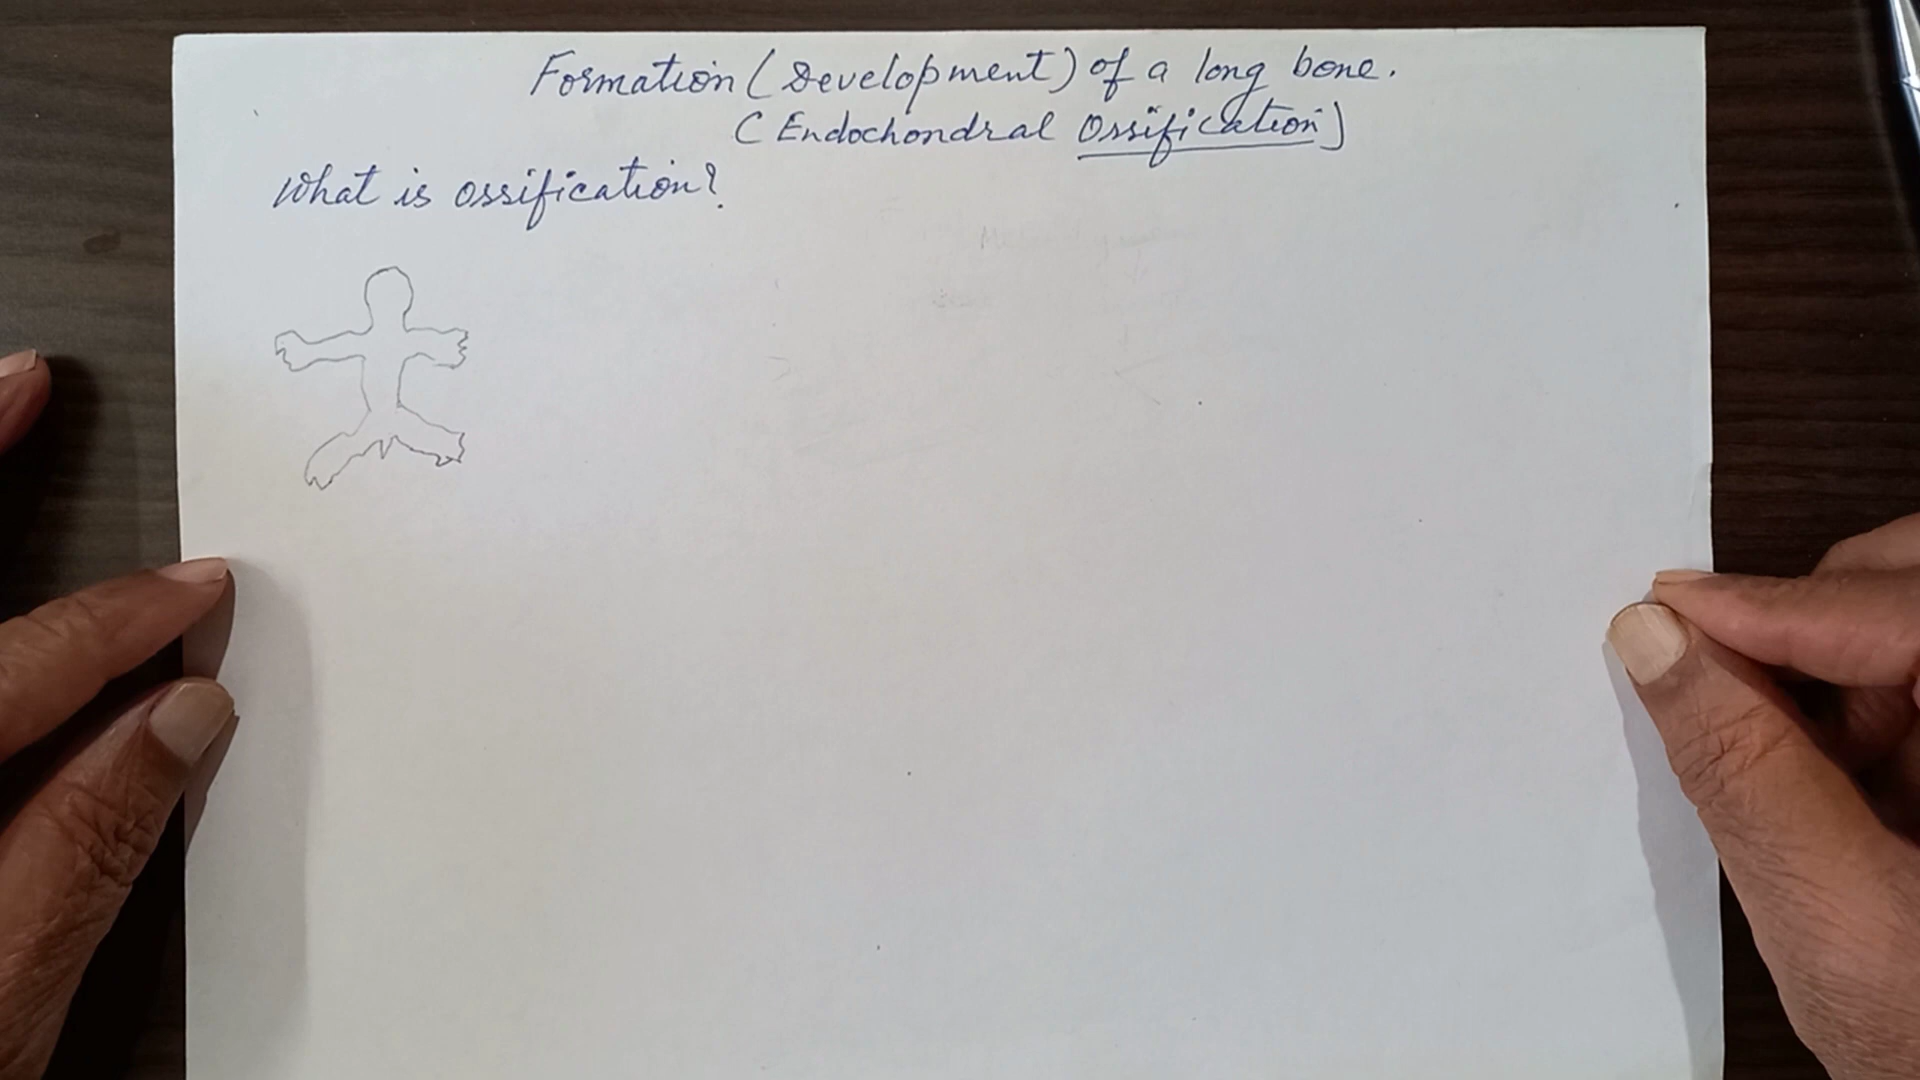 Formation (Development) of a long bone.
(Endochondral Ossification)
What is ossification?